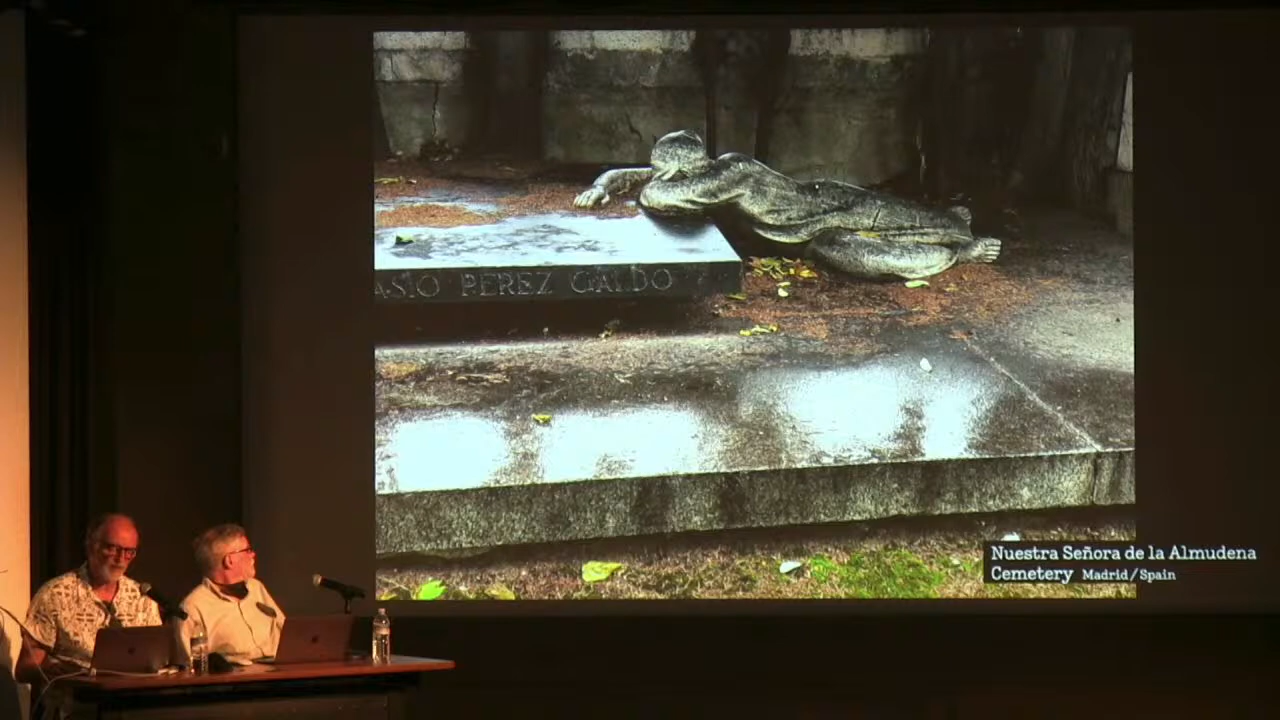 ASIO PEREZ GALDO
Nuestra Señora de la Almudena
Cemetery Madrid/Spain